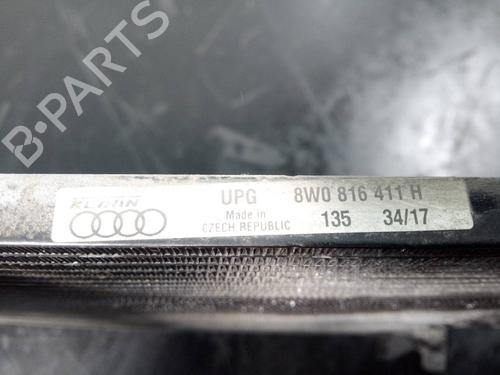 B-PARTS
UPG 8W0 816 411 H
Made in
CZECH REPUBLIC
135 34/17